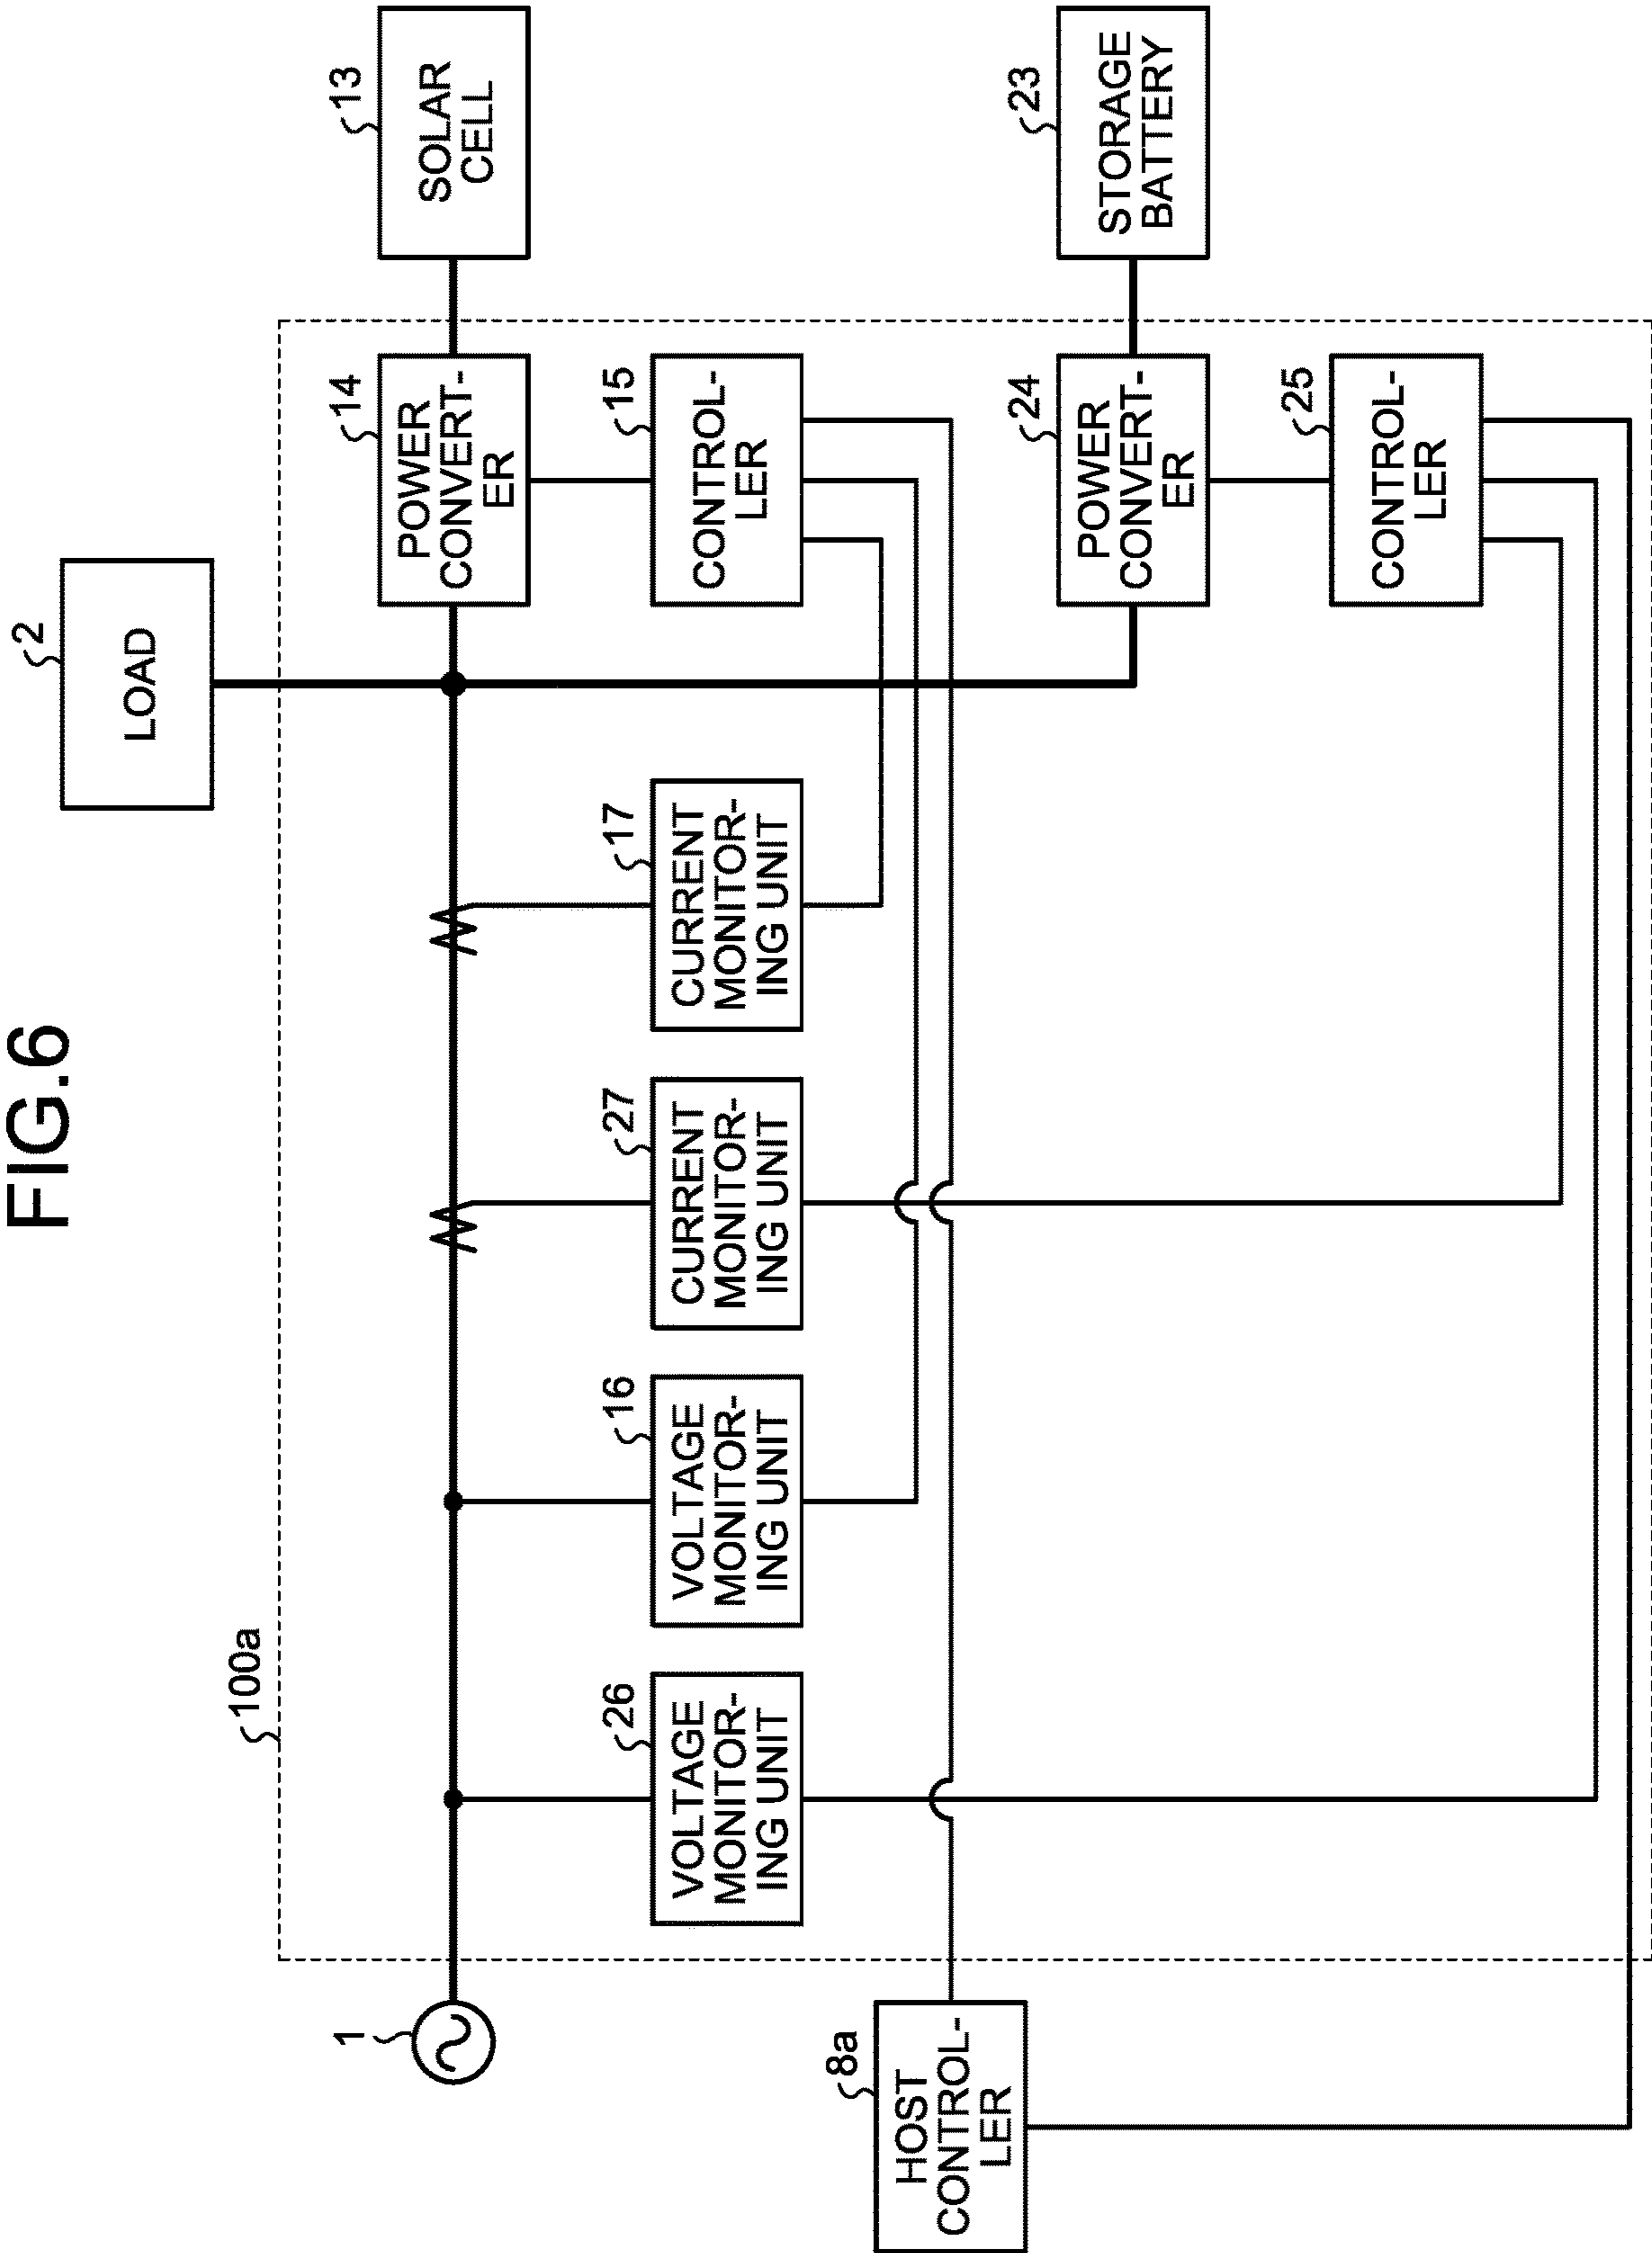 FIG.6
2
LOAD
100a
1
26
VOLTAGE
MONITOR-
ING UNIT
16
VOLTAGE
MONITOR-
ING UNIT
27
CURRENT
MONITOR-
ING UNIT
17
CURRENT
MONITOR-
ING UNIT
14
POWER
CONVERT-
ER
13
SOLAR
CELL
15
CONTROL-
LER
8a
HOST
CONTROL-
LER
24
POWER
CONVERT-
ER
23
STORAGE
BATTERY
25
CONTROL-
LER